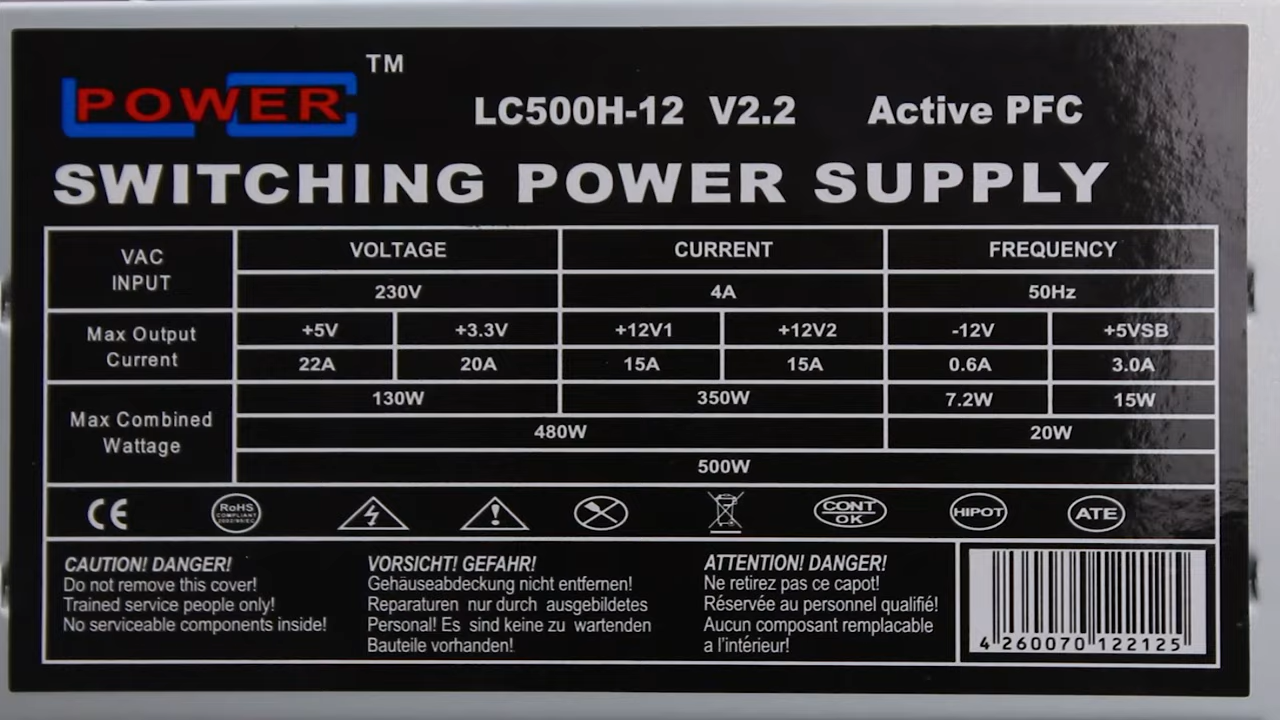 POWER TM
LC500H-12 V2.2 Active PFC
SWITCHING POWER SUPPLY
VAC INPUT VOLTAGE CURRENT FREQUENCY
230V 4A 50Hz
Max Output Current +5V +3.3V +12V1 +12V2 -12V +5VSB
22A 20A 15A 15A 0.6A 3.0A
Max Combined Wattage 130W 350W 7.2W 15W
480W 20W
500W
CE RoHS COMPLIANT 2002/95/EC CONT OK HIPOT ATE
CAUTION! DANGER!
Do not remove this cover!
Trained service people only!
No serviceable components inside!
VORSICHT! GEFAHR!
Gehäuseabdeckung nicht entfernen!
Reparaturen nur durch ausgebildetes
Personal! Es sind keine zu wartenden
Bauteile vorhanden!
ATTENTION! DANGER!
Ne retirez pas ce capot!
Réservée au personnel qualifié!
Aucun composant remplacable
a l'intérieur!
4 260070 122125